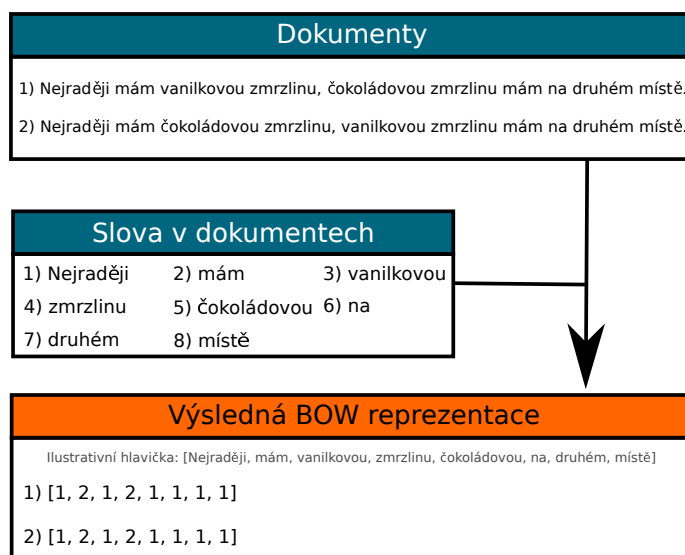 Dokumenty
1) Nejraději mám vanilkovou zmrzlinu, čokoládovou zmrzlinu mám na druhém místě.
2) Nejraději mám čokoládovou zmrzlinu, vanilkovou zmrzlinu mám na druhém místě.
Slova v dokumentech
1) Nejraději 2) mám 3) vanilkovou
4) zmrzlinu 5) čokoládovou 6) na
7) druhém 8) místě
Výsledná BOW reprezentace
Ilustrativní hlavička: [Nejraději, mám, vanilkovou, zmrzlinu, čokoládovou, na, druhém, místě]
1) [1, 2, 1, 2, 1, 1, 1, 1]
2) [1, 2, 1, 2, 1, 1, 1, 1]